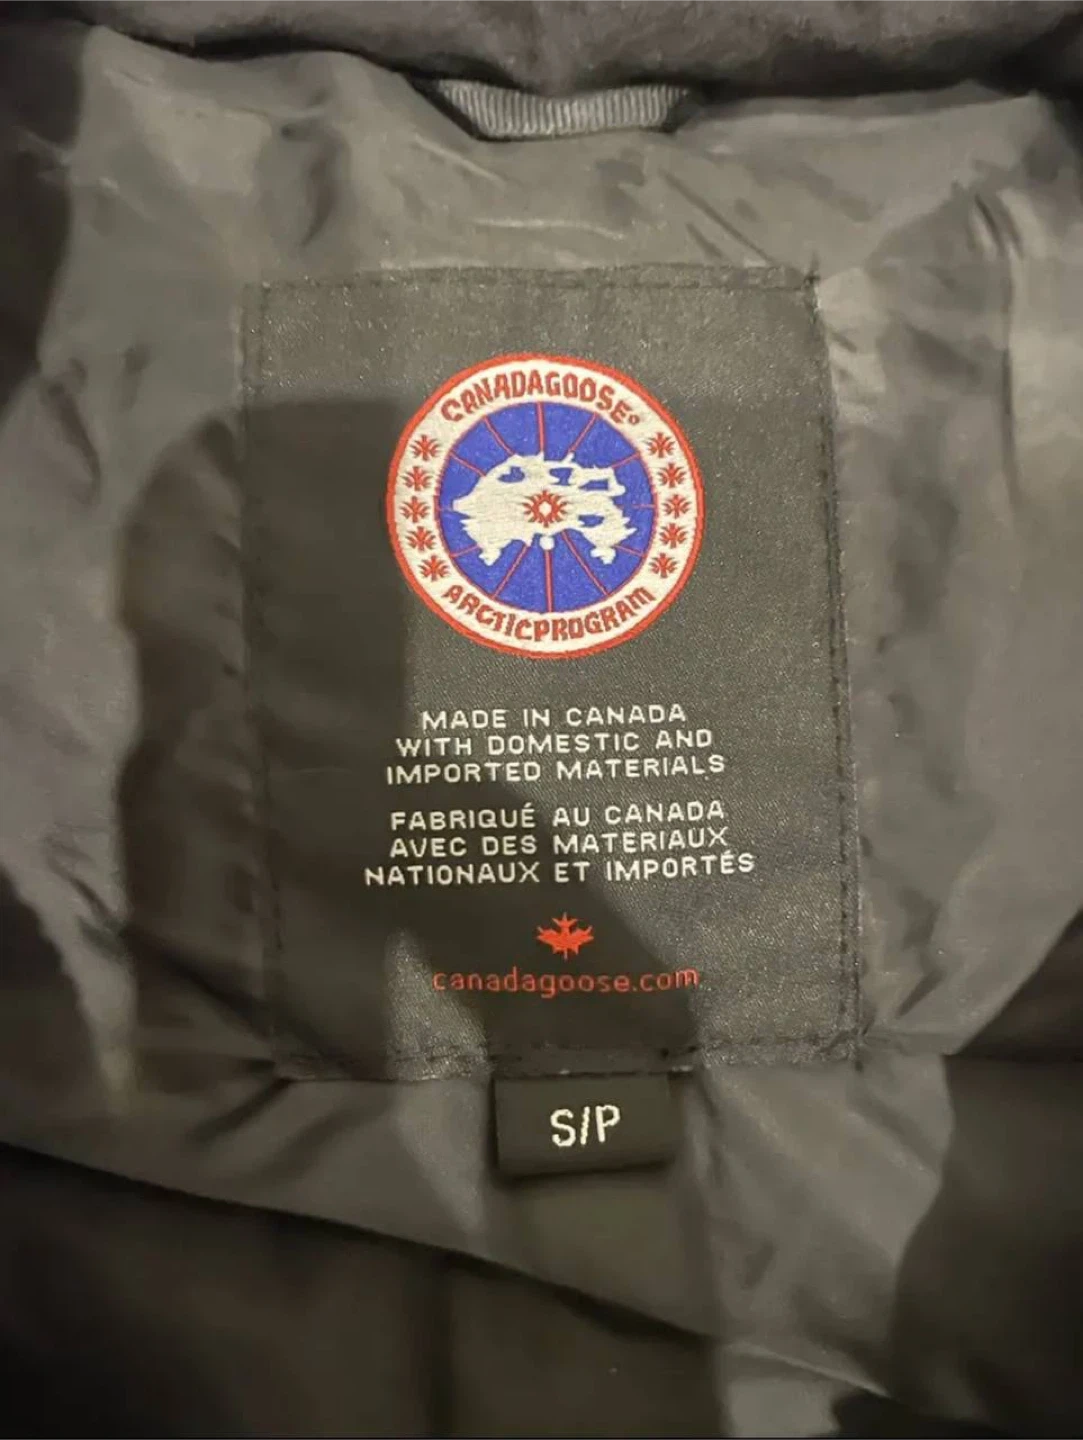 CANADAGOOSE®
ARCTICPROGRAM
MADE IN CANADA
WITH DOMESTIC AND
IMPORTED MATERIALS
FABRIQUÉ AU CANADA
AVEC DES MATERIAUX
NATIONAUX ET IMPORTÉS
canadagoose.com
S/P